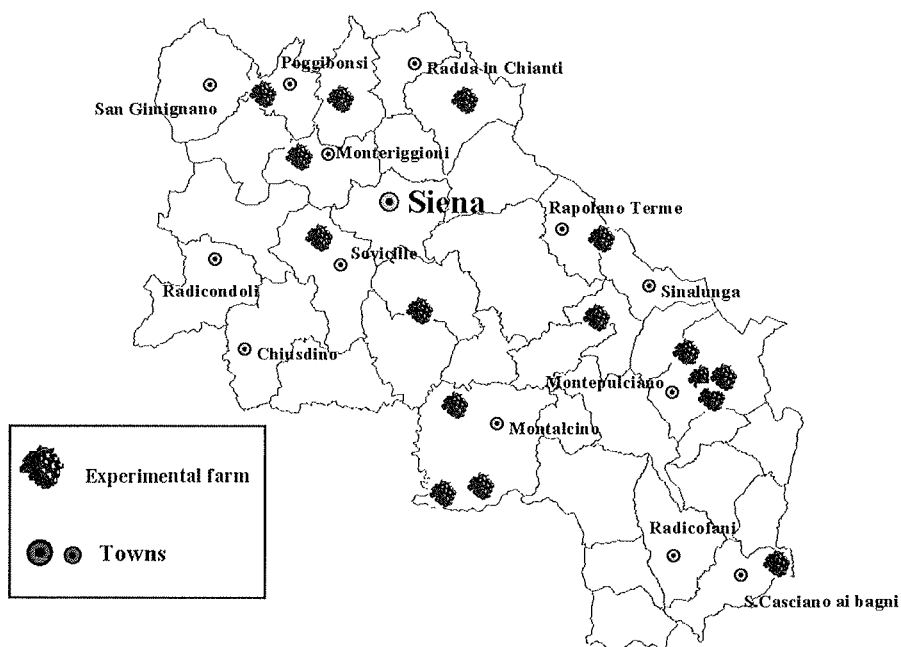 Poggibonsi
Radda in Chianti
San Gimignano
Monteriggioni
Siena
Rapolano Terme
Sovicille
Radicondoli
Sinalunga
Chiusdino
Montepulciano
Montalcino
Experimental farm
Radicofani
Towns
S.Casciano ai bagni